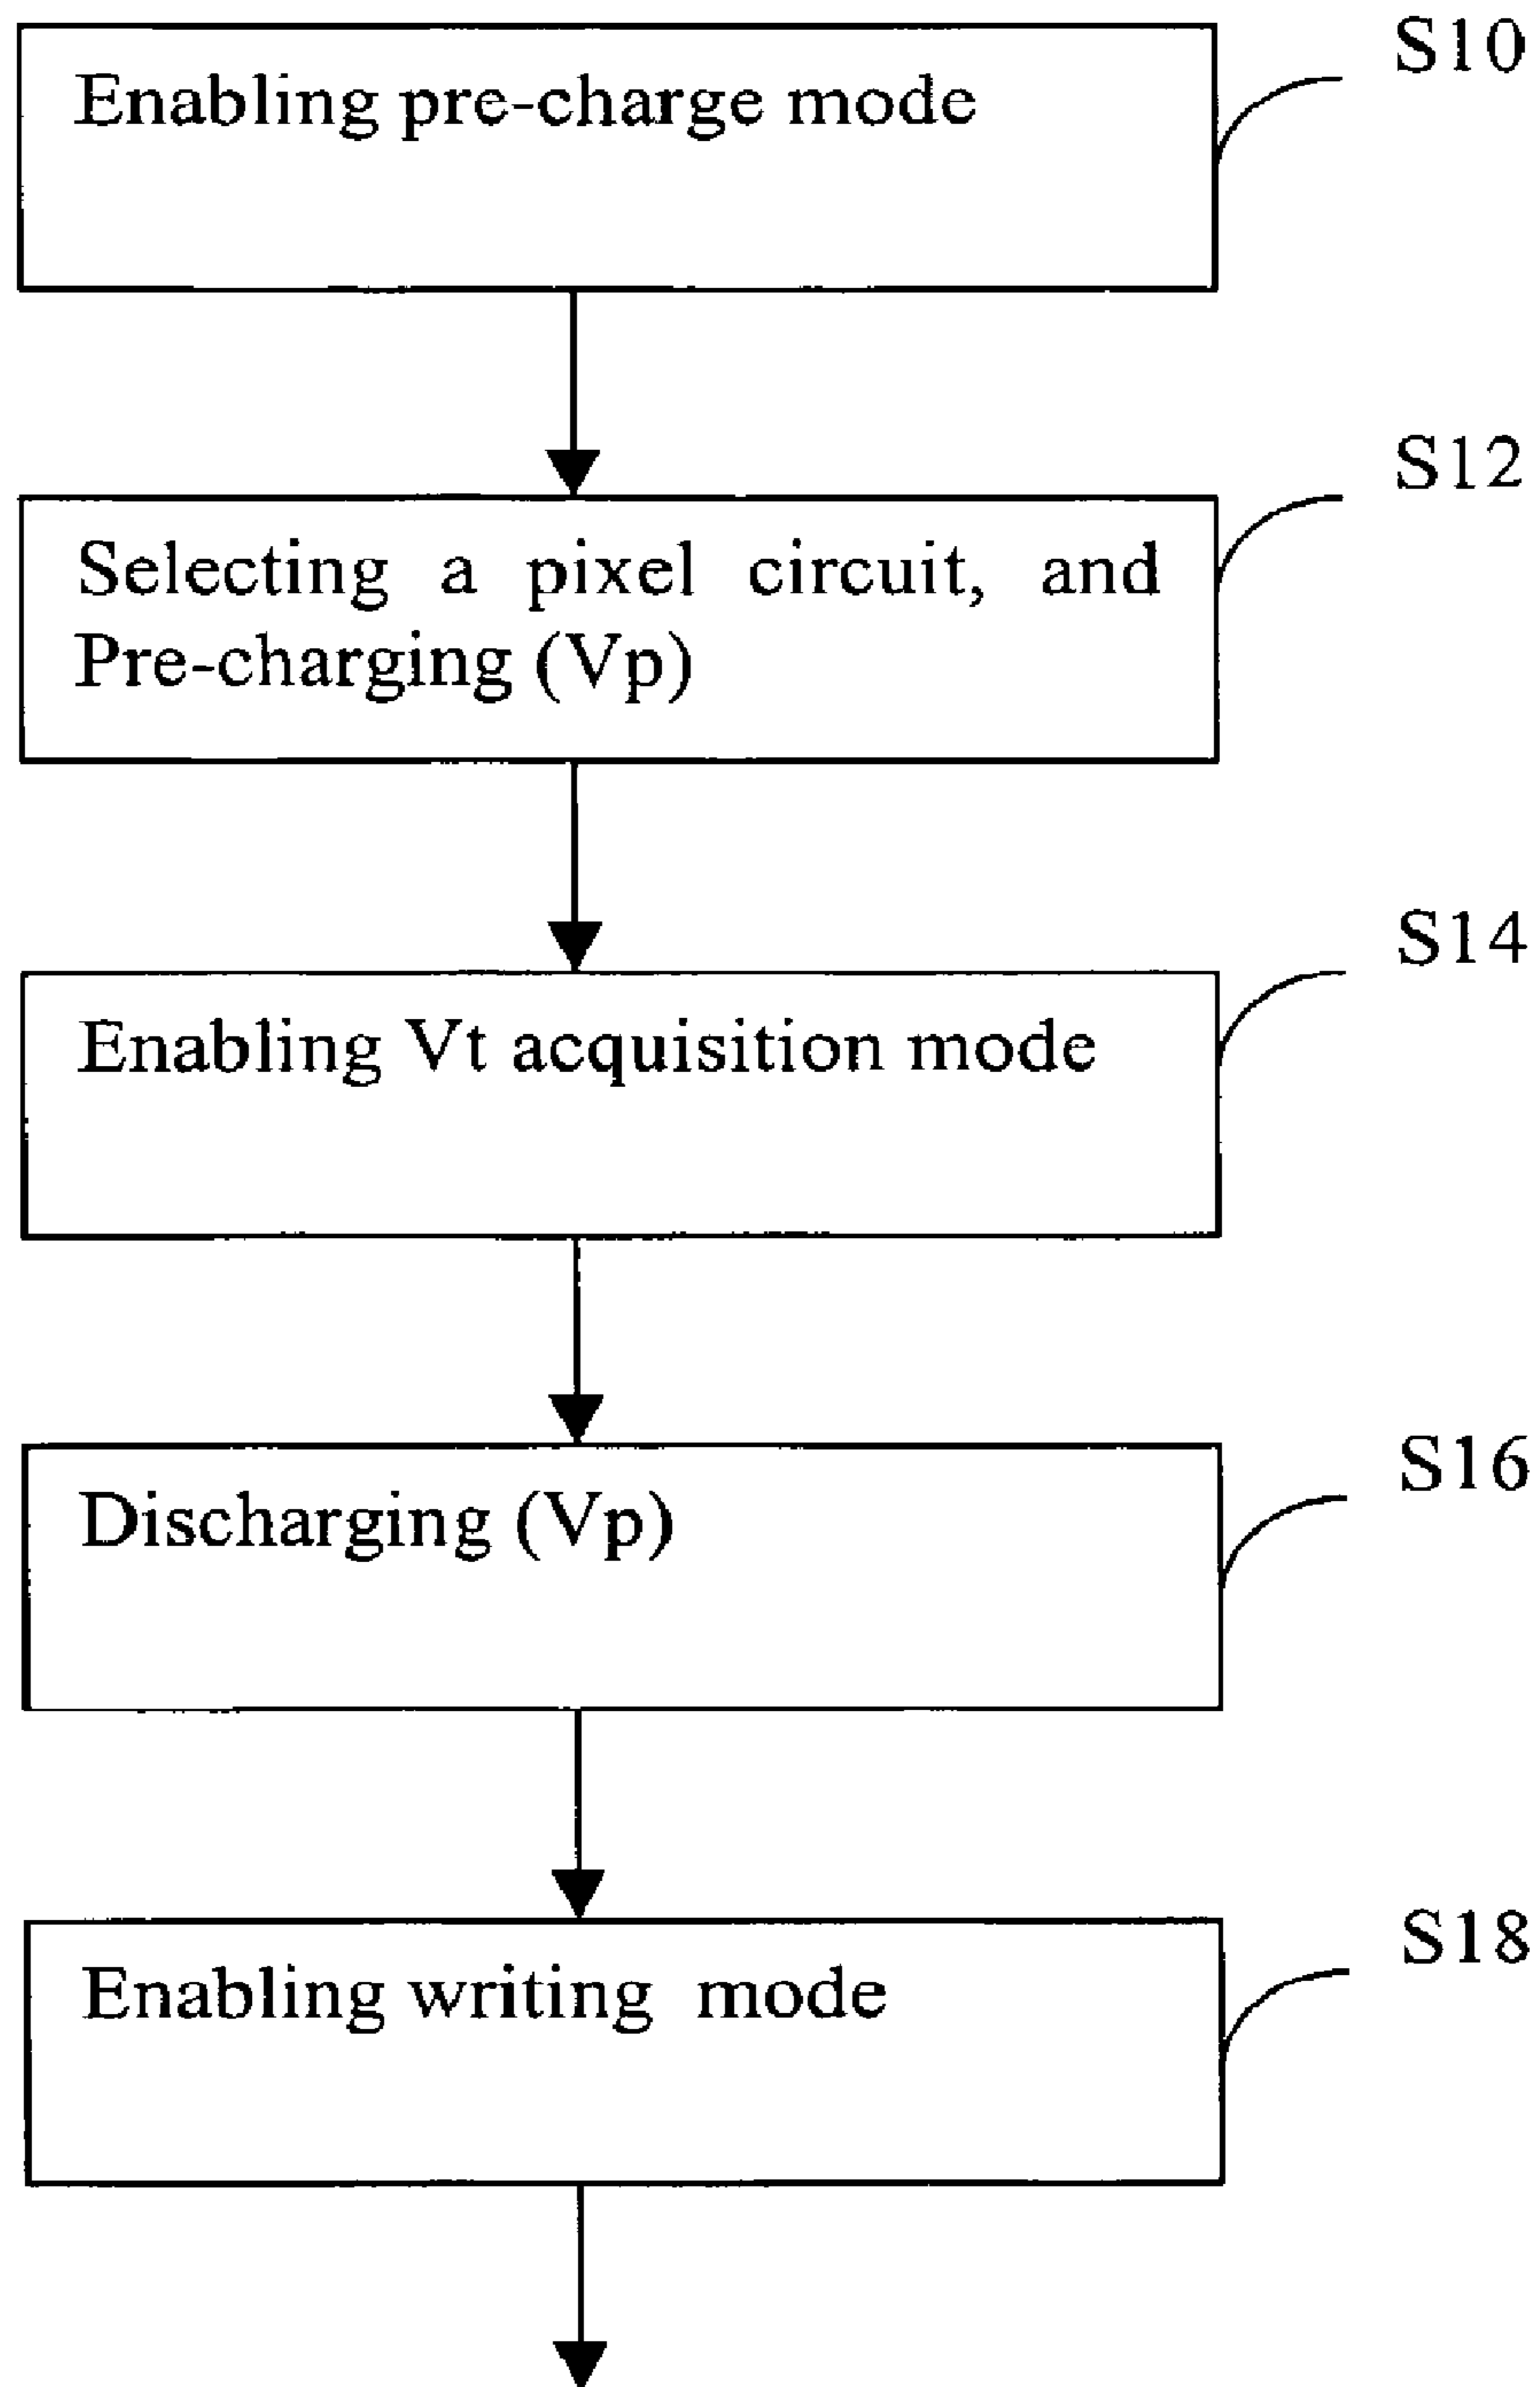 S10
Enabling pre-charge mode
S12
Selecting a pixel circuit, and
Pre-charging (Vp)
S14
Enabling Vt acquisition mode
S16
Discharging (Vp)
S18
Enabling writing mode